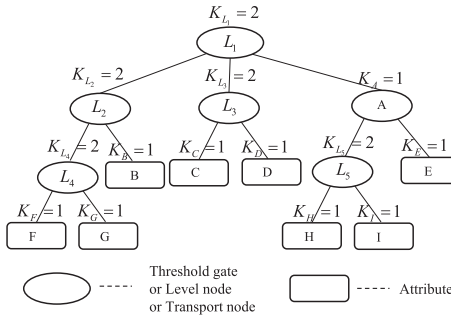 K_{L_1} = 2
L_1
K_{L_2} = 2
K_{L_3} = 2
K_A = 1
L_2
L_3
A
K_{L_4} = 2
K_B = 1
K_C = 1
K_D = 1
K_{L_5} = 2
K_E = 1
L_4
B
C
D
L_5
E
K_F = 1
K_G = 1
K_H = 1
K_I = 1
F
G
H
I
Threshold gate
or Level node
or Transport node
Attribute